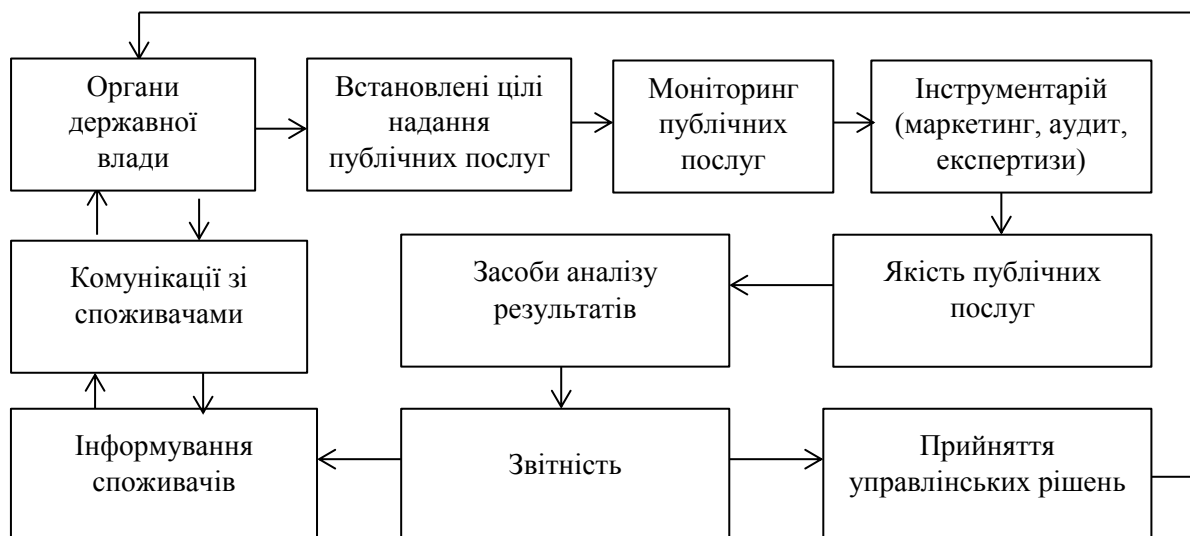 Органи
державної
влади
Встановлені цілі
надання
публічних послуг
Моніторинг
публічних
послуг
Інструментарій
(маркетинг, аудит,
експертизи)
Комунікації зі
споживачами
Засоби аналізу
результатів
Якість публічних
послуг
Інформування
споживачів
Звітність
Прийняття
управлінських рішень